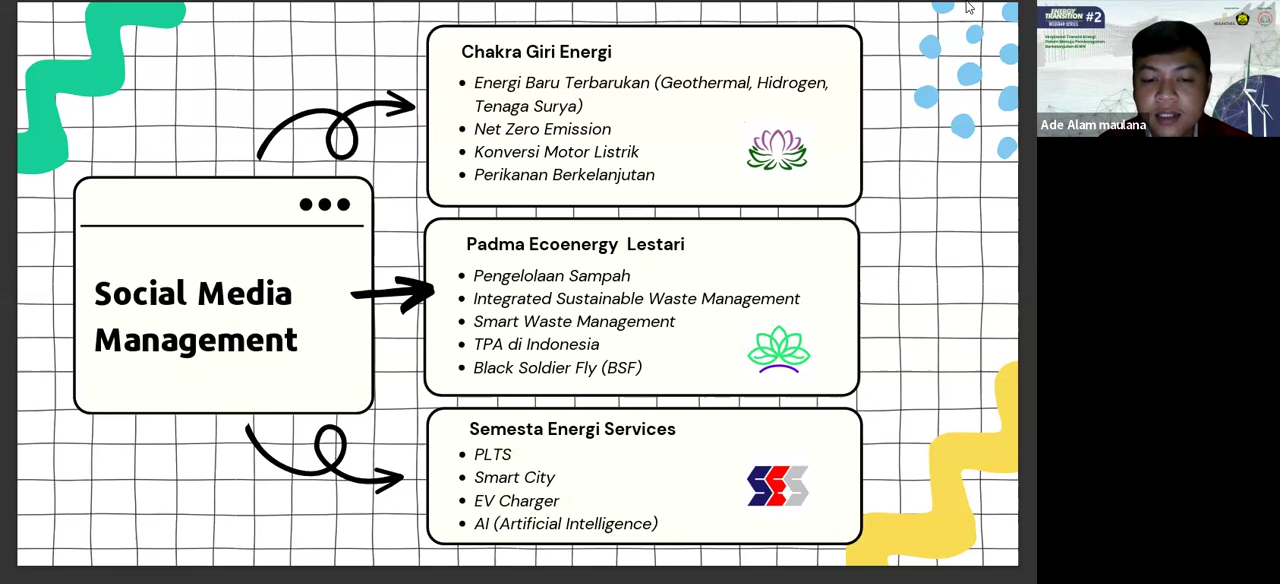 Social Media
Management
Chakra Giri Energi
Energi Baru Terbarukan (Geothermal, Hidrogen,
Tenaga Surya)
Net Zero Emission
Konversi Motor Listrik
Perikanan Berkelanjutan
Padma Ecoenergy Lestari
Pengelolaan Sampah
Integrated Sustainable Waste Management
Smart Waste Management
TPA di Indonesia
Black Soldier Fly (BSF)
Semesta Energi Services
PLTS
Smart City
EV Charger
AI (Artificial Intelligence)
SES
ENERGY
TRANSITION #2
WEBINAR SERIES
Ade Alam maulana